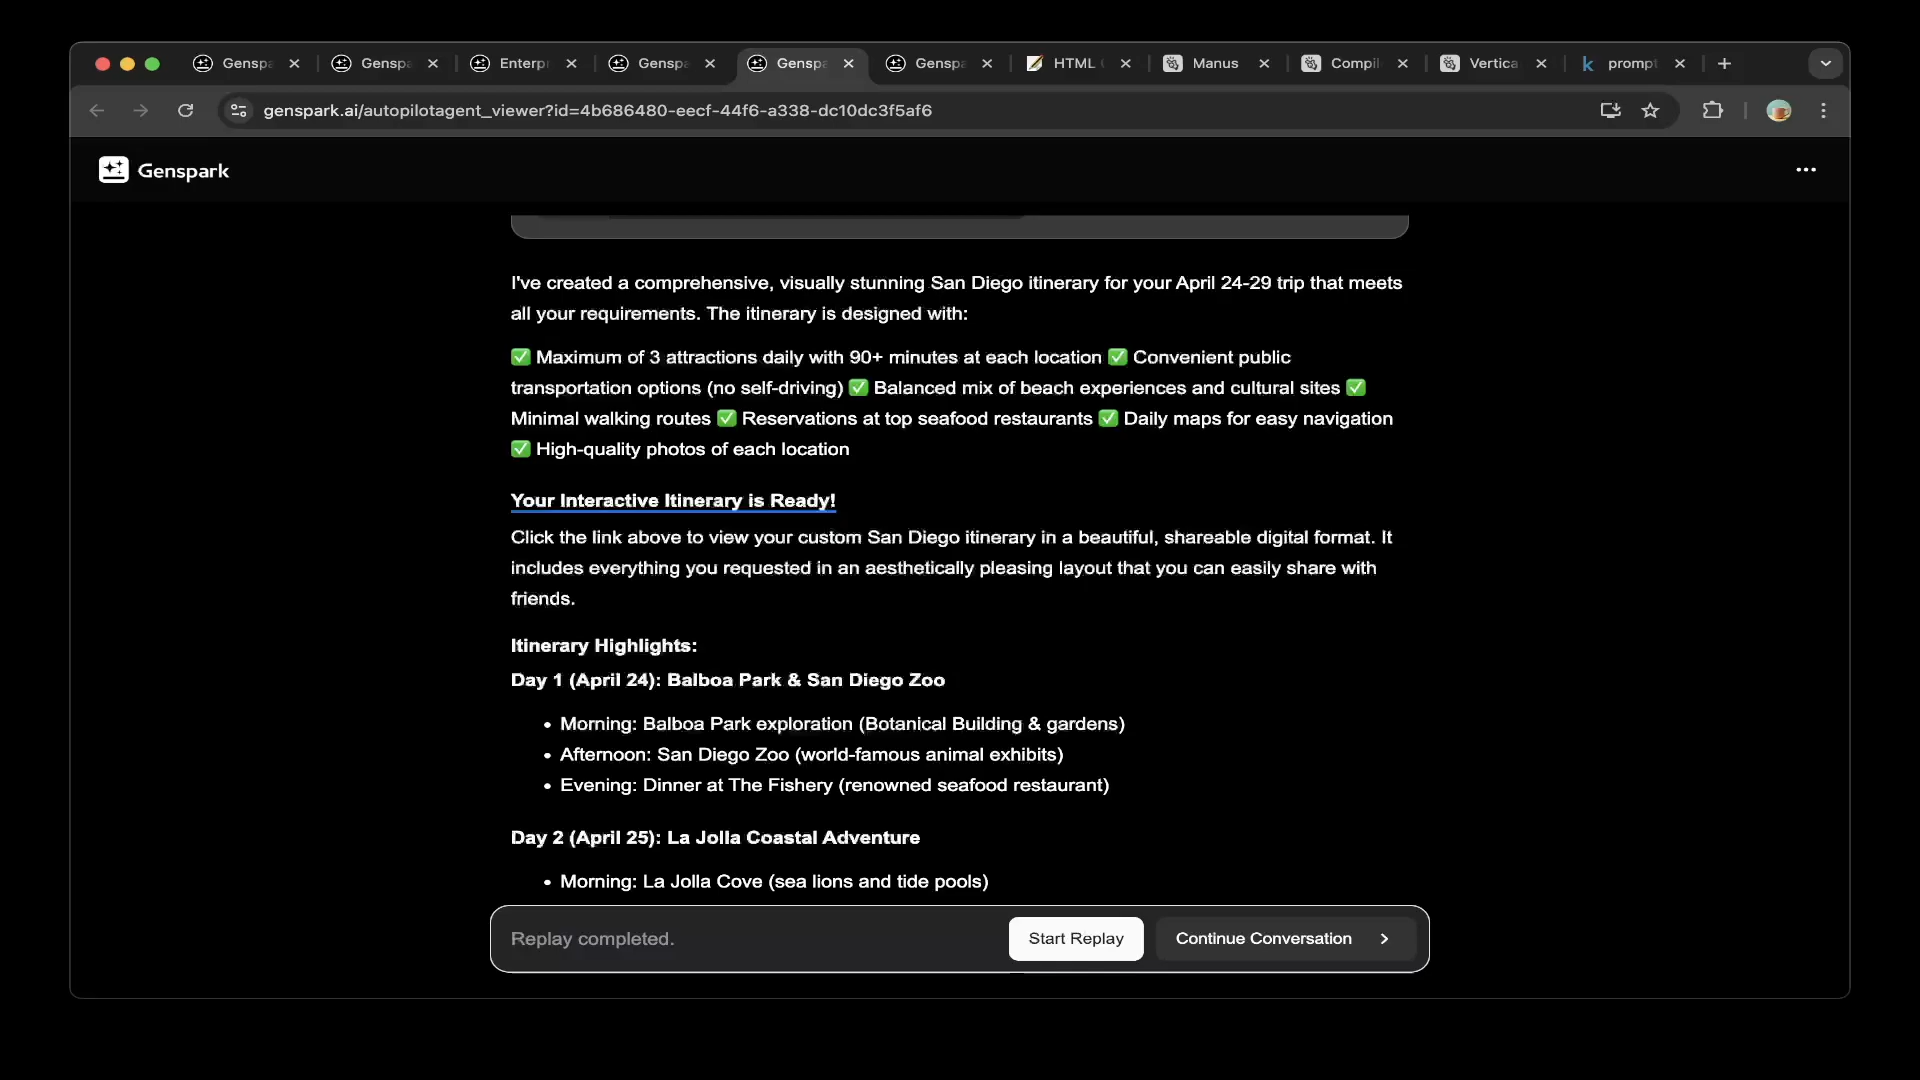 Genspa
Genspa
Enterpr
Genspa
Genspa
Genspa
HTML
Manus
Compil
Vertica
prompt
genspark.ai/autopilotagent_viewer?id=4b686480-eecf-44f6-a338-dc10dc3f5af6
Genspark
I've created a comprehensive, visually stunning San Diego itinerary for your April 24-29 trip that meets
all your requirements. The itinerary is designed with:
✅ Maximum of 3 attractions daily with 90+ minutes at each location ✅ Convenient public
transportation options (no self-driving) ✅ Balanced mix of beach experiences and cultural sites ✅
Minimal walking routes ✅ Reservations at top seafood restaurants ✅ Daily maps for easy navigation
✅ High-quality photos of each location
Your Interactive Itinerary is Ready!
Click the link above to view your custom San Diego itinerary in a beautiful, shareable digital format. It
includes everything you requested in an aesthetically pleasing layout that you can easily share with
friends.
Itinerary Highlights:
Day 1 (April 24): Balboa Park & San Diego Zoo
• Morning: Balboa Park exploration (Botanical Building & gardens)
• Afternoon: San Diego Zoo (world-famous animal exhibits)
• Evening: Dinner at The Fishery (renowned seafood restaurant)
Day 2 (April 25): La Jolla Coastal Adventure
• Morning: La Jolla Cove (sea lions and tide pools)
Replay completed.
Start Replay
Continue Conversation